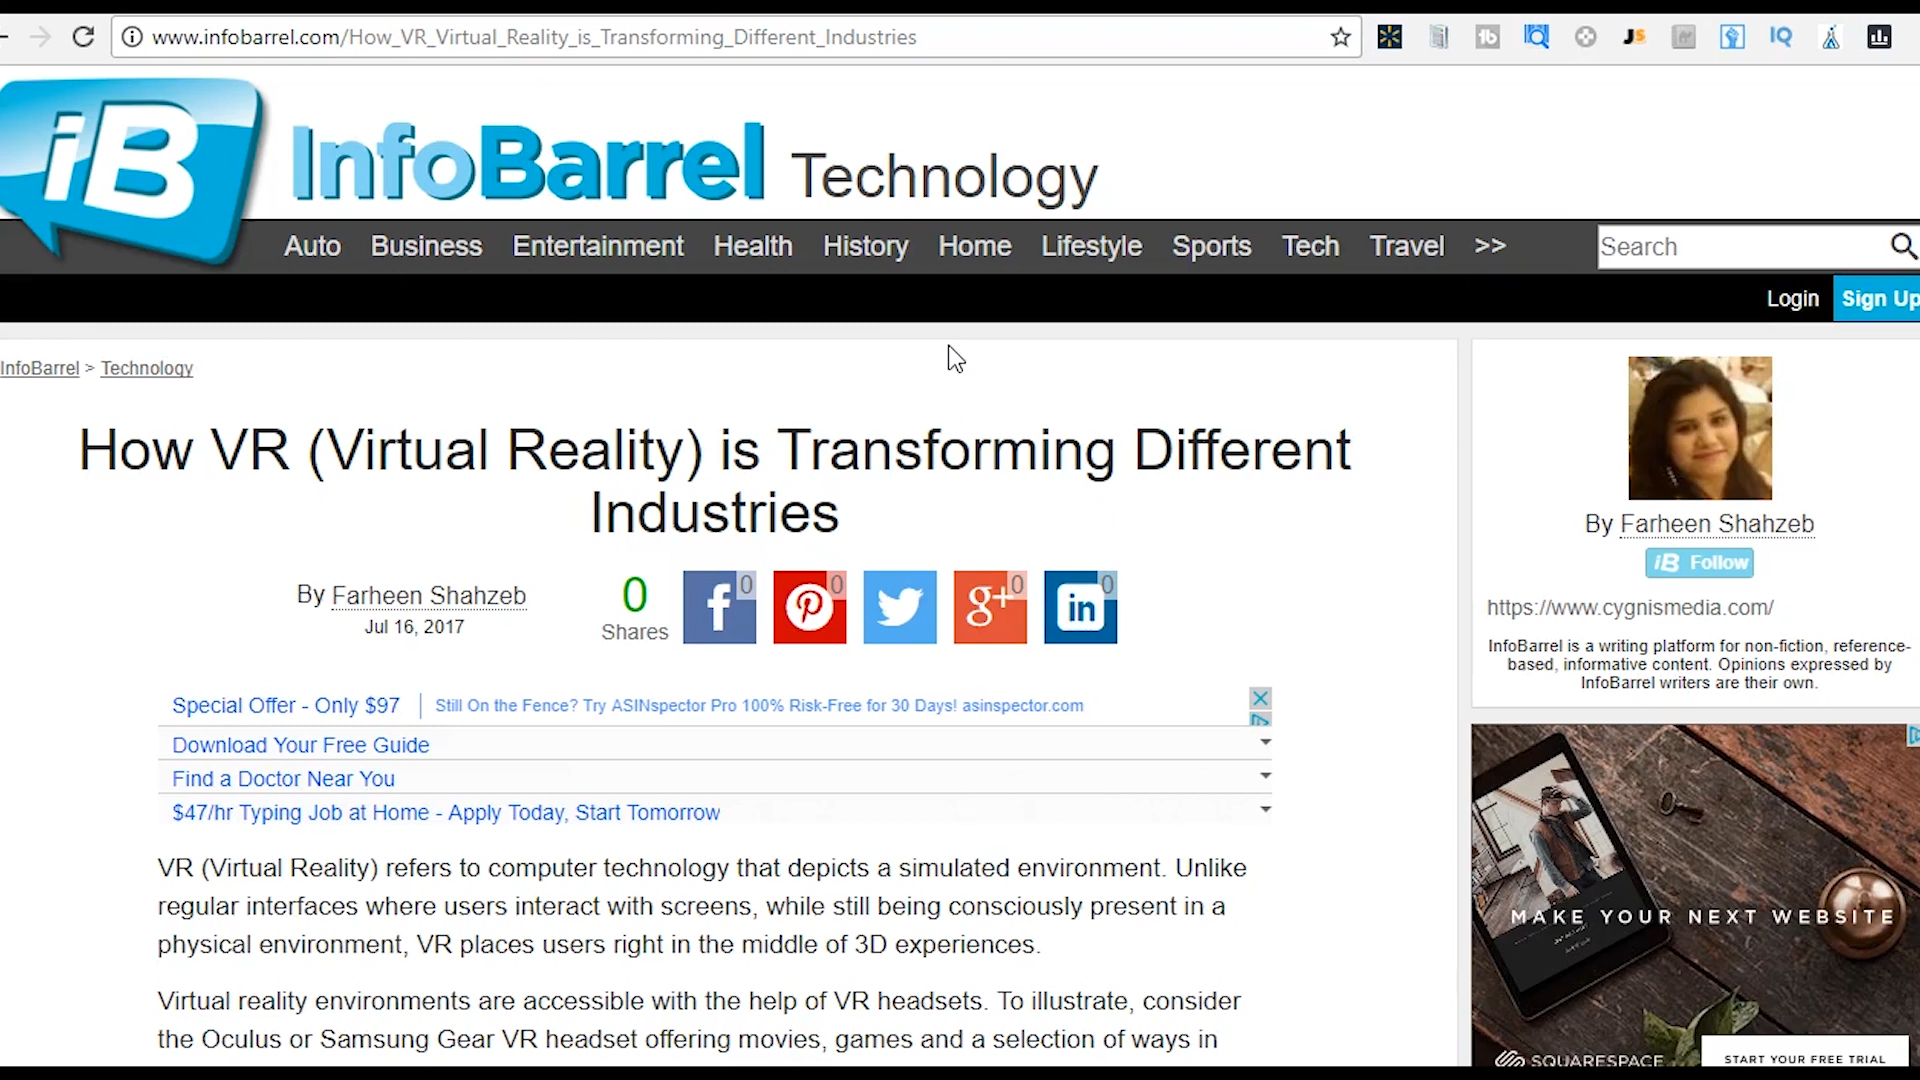 www.infobarrel.com/How_VR_Virtual_Reality_is_Transforming_Different_Industries
iB InfoBarrel Technology
Auto Business Entertainment Health History Home Lifestyle Sports Tech Travel >> Search
Login Sign Up
InfoBarrel > Technology
How VR (Virtual Reality) is Transforming Different
Industries
By Farheen Shahzeb
Jul 16, 2017
0
Shares
f 0
0
g+ 0
in 0
Special Offer - Only $97 Still On the Fence? Try ASINspector Pro 100% Risk-Free for 30 Days! asinspector.com
Download Your Free Guide
Find a Doctor Near You
$47/hr Typing Job at Home - Apply Today, Start Tomorrow
VR (Virtual Reality) refers to computer technology that depicts a simulated environment. Unlike
regular interfaces where users interact with screens, while still being consciously present in a
physical environment, VR places users right in the middle of 3D experiences.
Virtual reality environments are accessible with the help of VR headsets. To illustrate, consider
the Oculus or Samsung Gear VR headset offering movies, games and a selection of ways in
By Farheen Shahzeb
iB Follow
https://www.cygnismedia.com/
InfoBarrel is a writing platform for non-fiction, reference-
based, informative content. Opinions expressed by
InfoBarrel writers are their own.
MAKE YOUR NEXT WEBSITE
SQUARESPACE
START YOUR FREE TRIAL